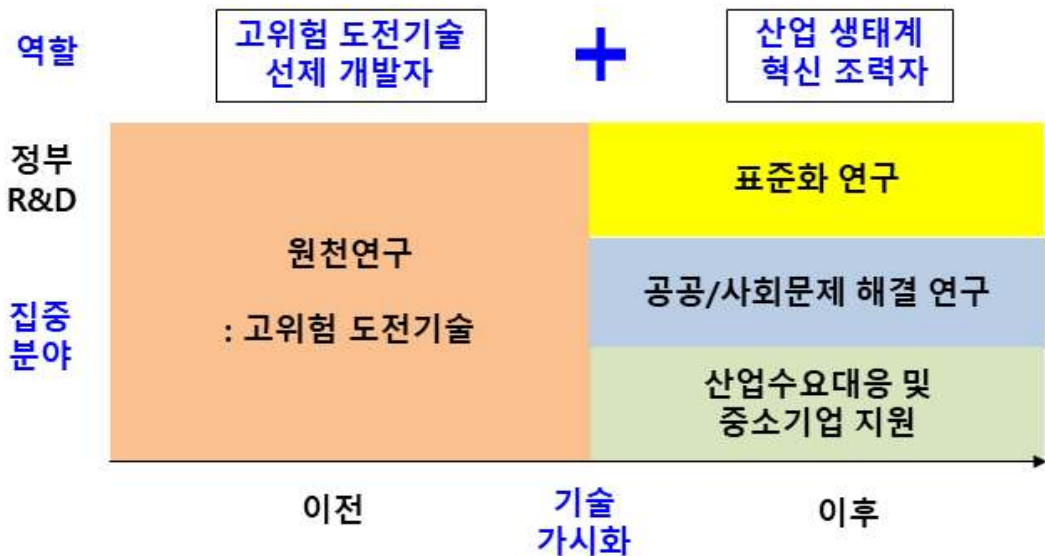 역할
고위험 도전기술
선제 개발자
+
산업 생태계
혁신 조력자
정부
R&D
집중
분야
원천연구
: 고위험 도전기술
표준화 연구
공공/사회문제 해결 연구
산업수요대응 및
중소기업 지원
이전
기술
가시화
이후